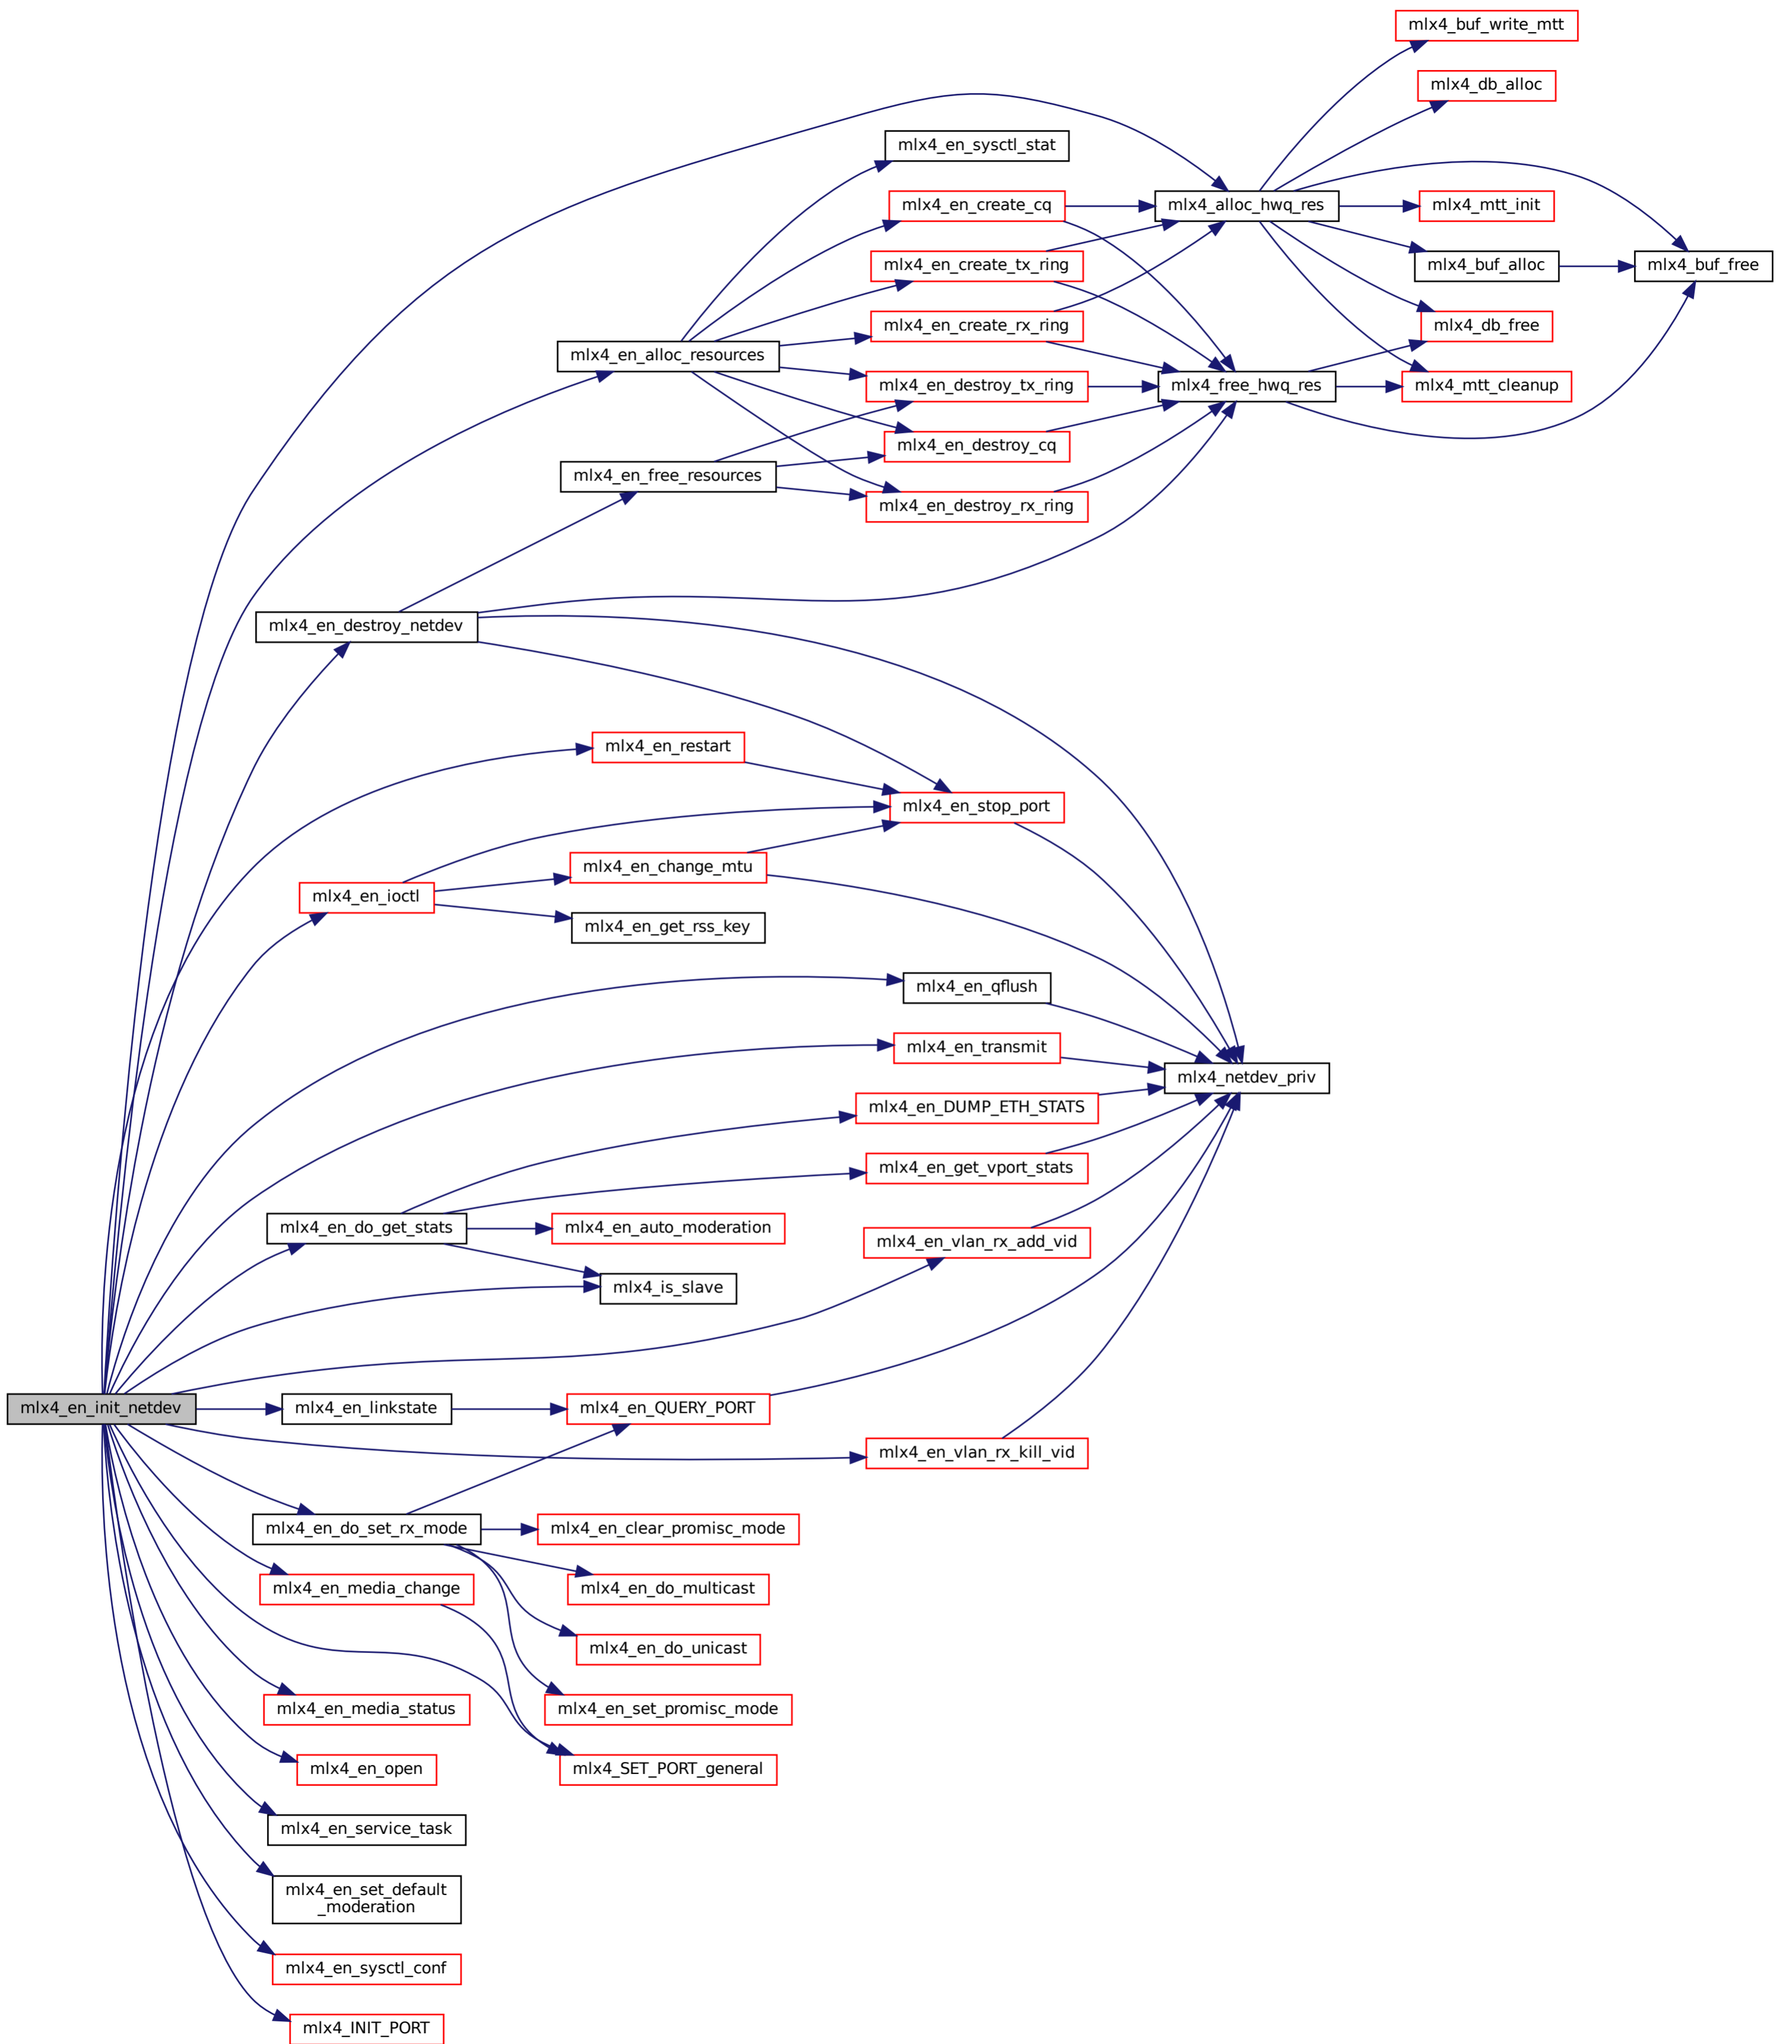 mlx4_buf_write_mtt
mlx4_db_alloc
mlx4_en_sysctl_stat
mlx4_en_create_cq
mlx4_alloc_hwq_res
mlx4_mtt_init
mlx4_en_create_tx_ring
mlx4_buf_alloc
mlx4_buf_free
mlx4_en_create_rx_ring
mlx4_db_free
mlx4_en_alloc_resources
mlx4_en_destroy_tx_ring
mlx4_free_hwq_res
mlx4_mtt_cleanup
mlx4_en_destroy_cq
mlx4_en_free_resources
mlx4_en_destroy_rx_ring
mlx4_en_destroy_netdev
mlx4_en_restart
mlx4_en_stop_port
mlx4_en_change_mtu
mlx4_en_ioctl
mlx4_en_get_rss_key
mlx4_en_qflush
mlx4_en_transmit
mlx4_netdev_priv
mlx4_en_DUMP_ETH_STATS
mlx4_en_get_vport_stats
mlx4_en_do_get_stats
mlx4_en_auto_moderation
mlx4_en_vlan_rx_add_vid
mlx4_is_slave
mlx4_en_init_netdev
mlx4_en_linkstate
mlx4_en_QUERY_PORT
mlx4_en_vlan_rx_kill_vid
mlx4_en_do_set_rx_mode
mlx4_en_clear_promisc_mode
mlx4_en_media_change
mlx4_en_do_multicast
mlx4_en_do_unicast
mlx4_en_media_status
mlx4_en_set_promisc_mode
mlx4_en_open
mlx4_SET_PORT_general
mlx4_en_service_task
mlx4_en_set_default
_moderation
mlx4_en_sysctl_conf
mlx4_INIT_PORT